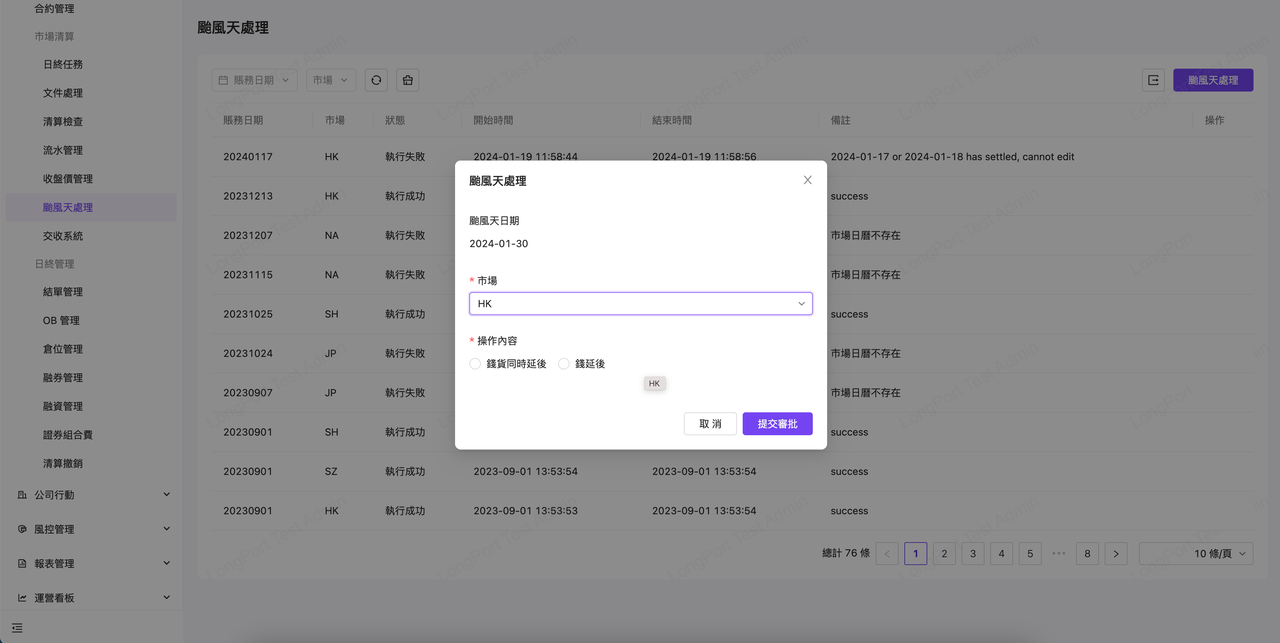 合約管理
市場清算
日終任務
文件處理
清算檢查
流水管理
收盤價管理
颱風天處理
交收系統
日終管理
結單管理
OB 管理
倉位管理
融券管理
融資管理
證券組合費
清算撤銷
公司行動
風控管理
報表管理
運營看板
颱風天處理
賬務日期 市場 颱風天處理
賬務日期 市場 狀態 開始時間 結束時間 備註 操作
20240117 HK 執行失敗 2024-01-19 11:58:44 2024-01-19 11:58:56 2024-01-17 or 2024-01-18 has settled, cannot edit
20231213 HK 執行成功 success
20231207 NA 執行失敗 市場日曆不存在
20231115 NA 執行失敗 市場日曆不存在
20231025 SH 執行成功 success
20231024 JP 執行失敗 市場日曆不存在
20230907 JP 執行失敗 市場日曆不存在
20230901 SH 執行成功 success
20230901 SZ 執行成功 2023-09-01 13:53:54 2023-09-01 13:53:54 success
20230901 HK 執行成功 2023-09-01 13:53:53 2023-09-01 13:53:54 success
總計 76 條 1 2 3 4 5 ••• 8 10 條/頁
颱風天處理
颱風天日期
2024-01-30
* 市場
HK
* 操作內容
錢貨同時延後 錢延後
HK
取 消 提交審批
LongPort Test Admin